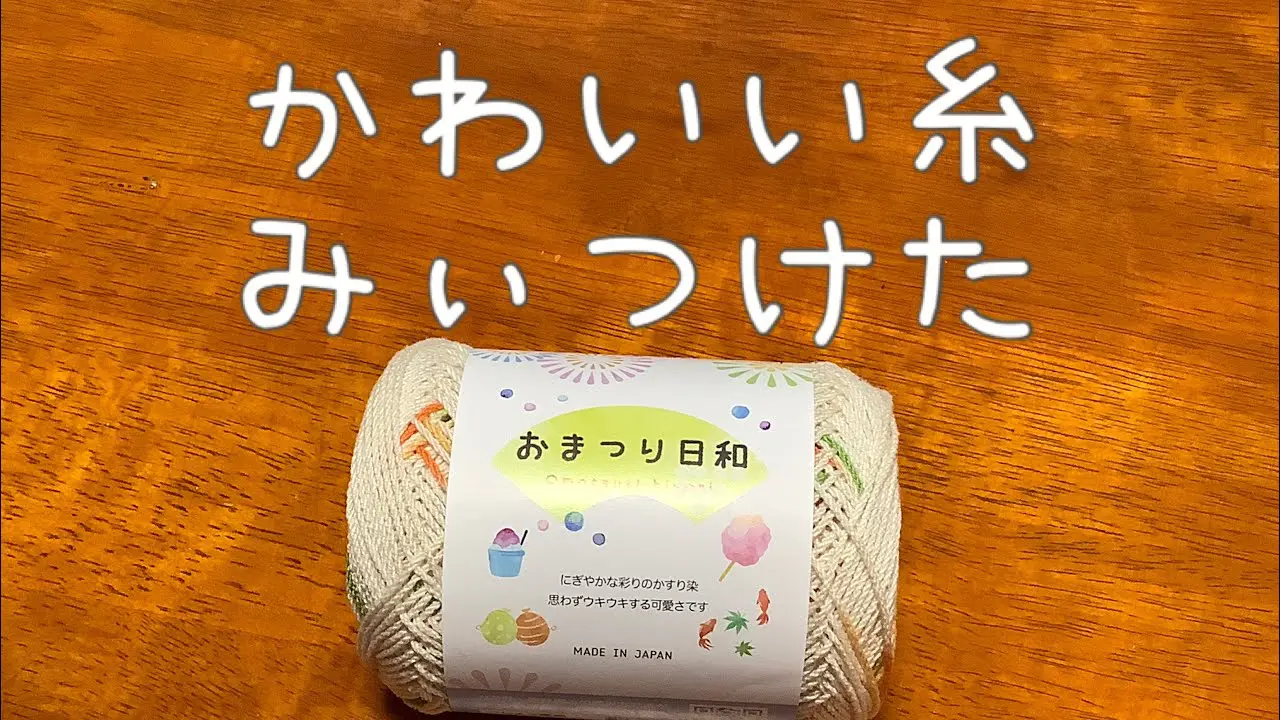 かわいい糸
みぃつけた
おまつり日和
Omatsuri biyori
にぎやかな彩りのかすり染
思わずウキウキする可愛さです
MADE IN JAPAN